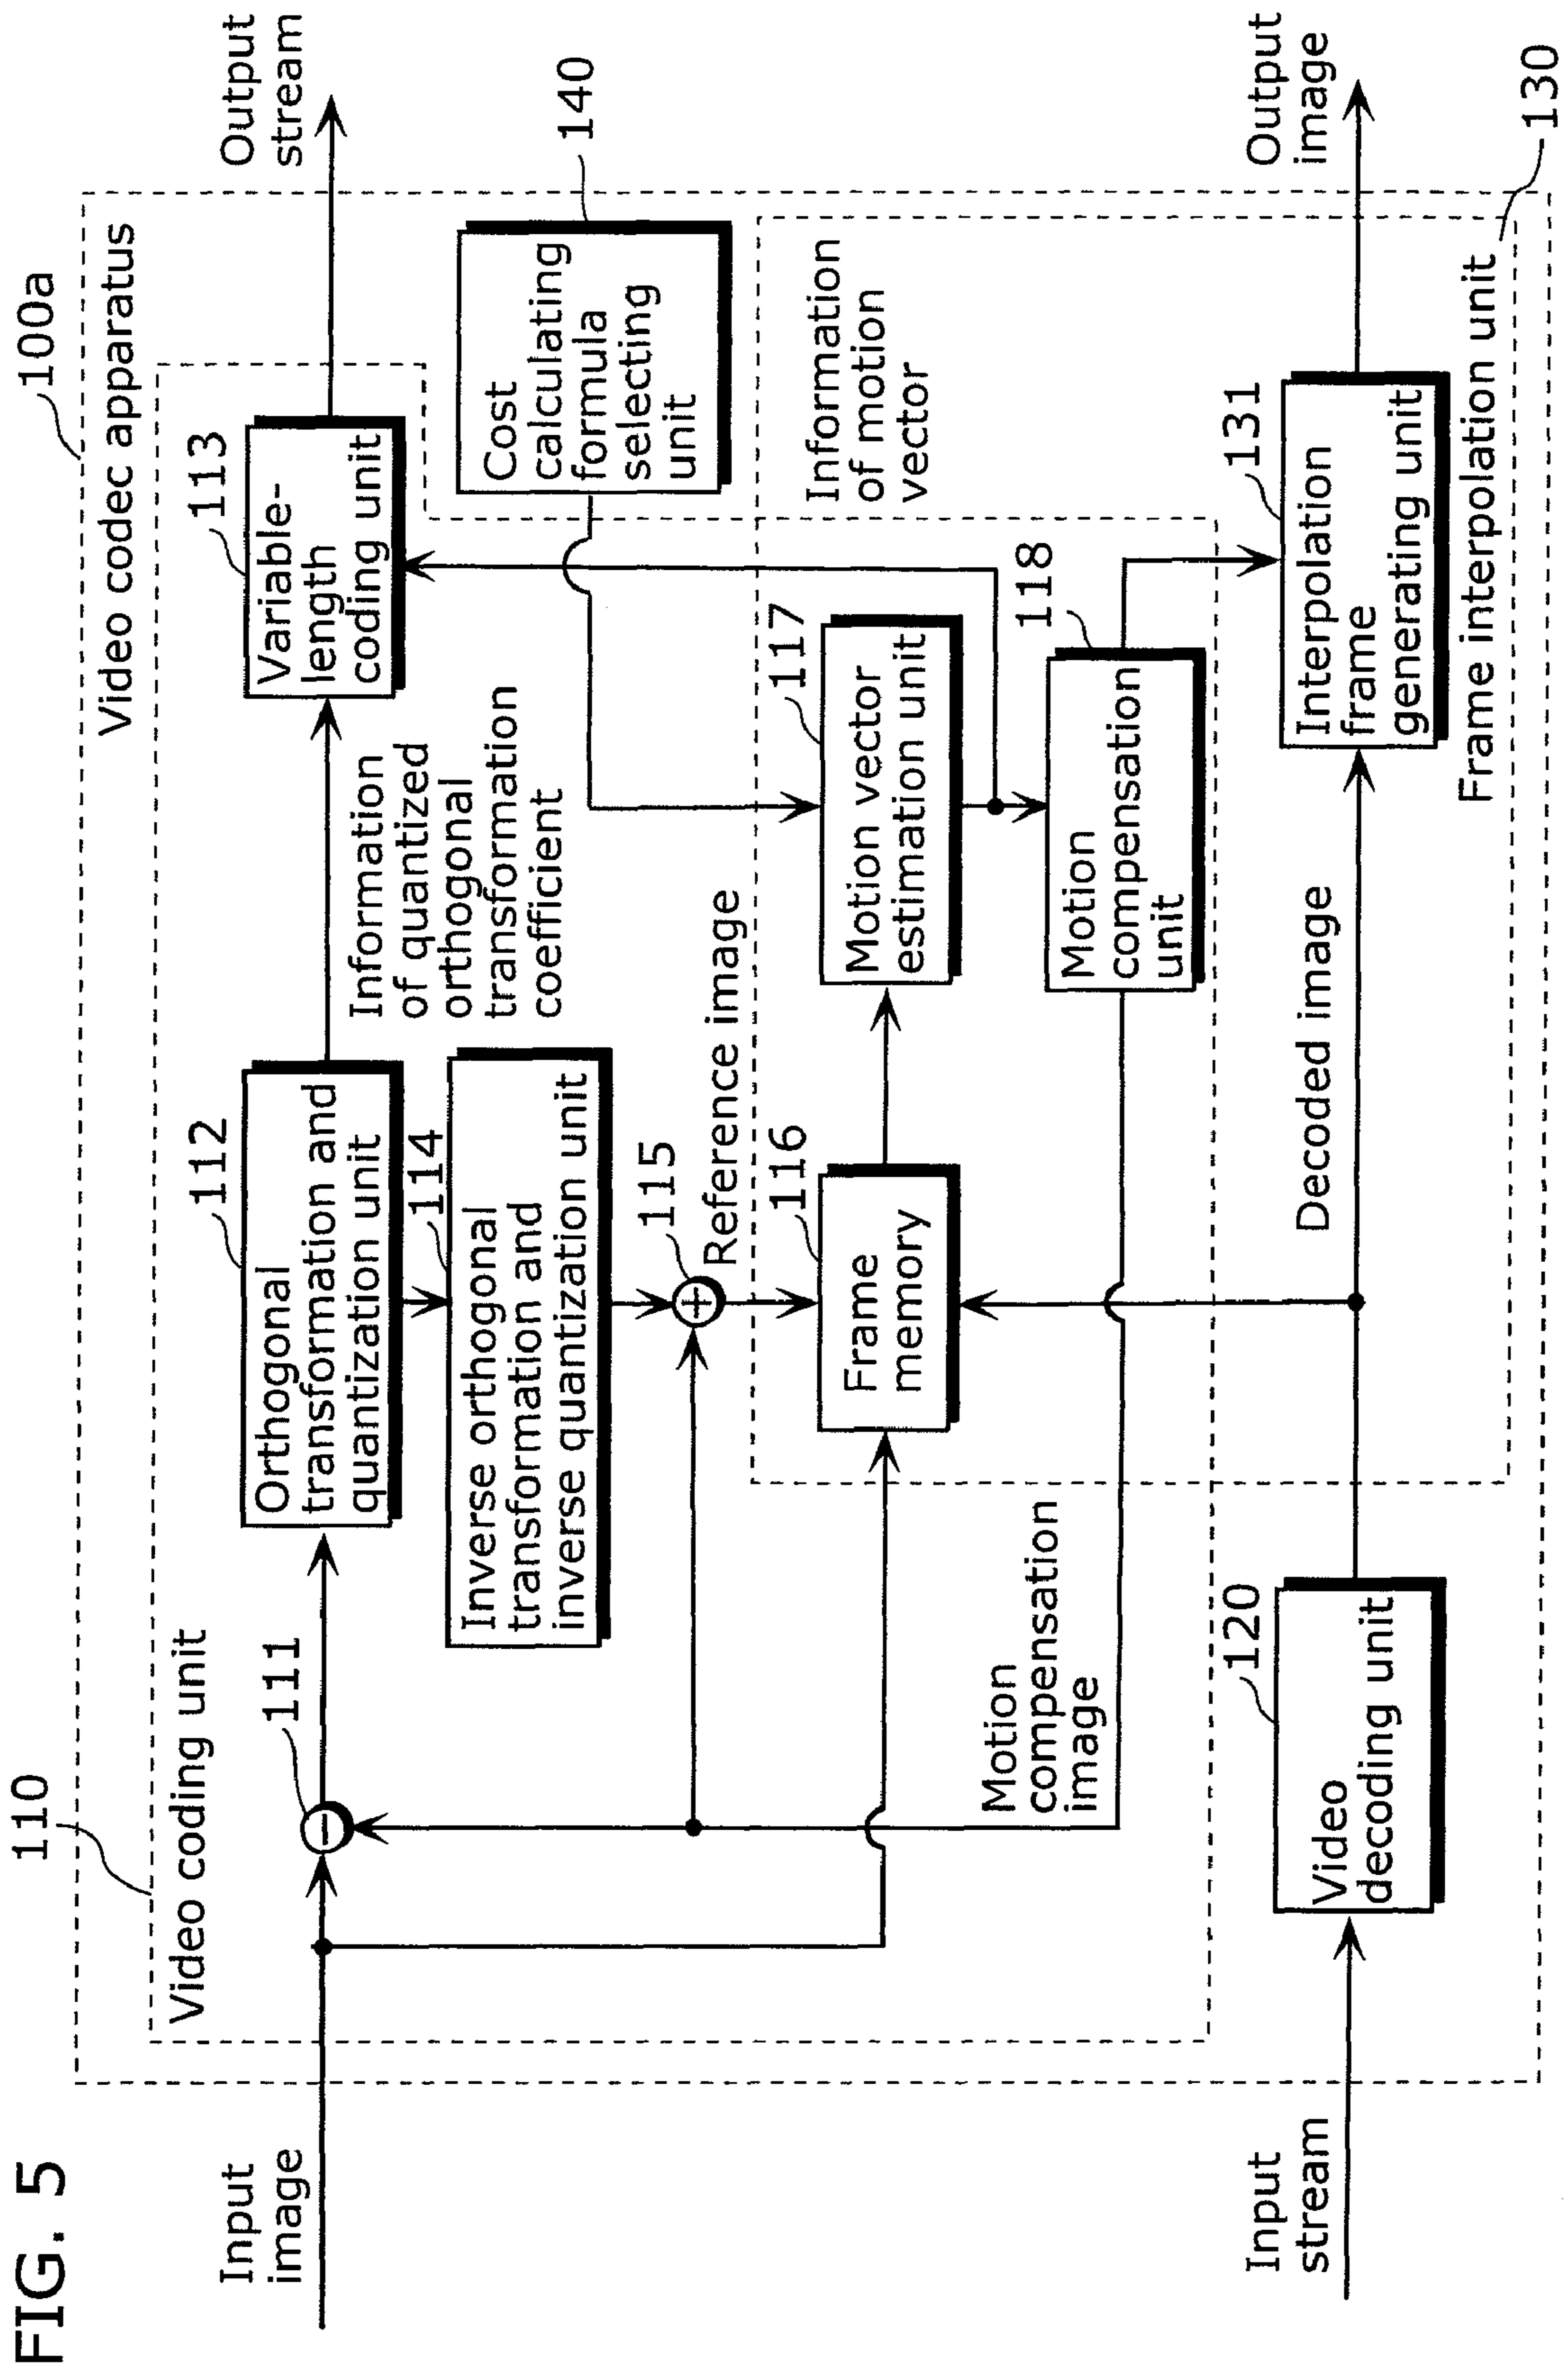 FIG. 5
100a
Video codec apparatus
110
Video coding unit
Input
image
111
112
Orthogonal
transformation and
quantization unit
Information
of quantized
orthogonal
transformation
coefficient
113
Variable-
length
coding unit
Output
stream
114
Inverse orthogonal
transformation and
inverse quantization unit
115
Reference image
140
Cost
calculating
formula
selecting
unit
116
Frame
memory
117
Motion vector
estimation unit
Information
of motion
vector
118
Motion
compensation
unit
Motion
compensation
image
Input
stream
120
Video
decoding unit
Decoded image
131
Interpolation
frame
generating unit
Frame interpolation unit
130
Output
image